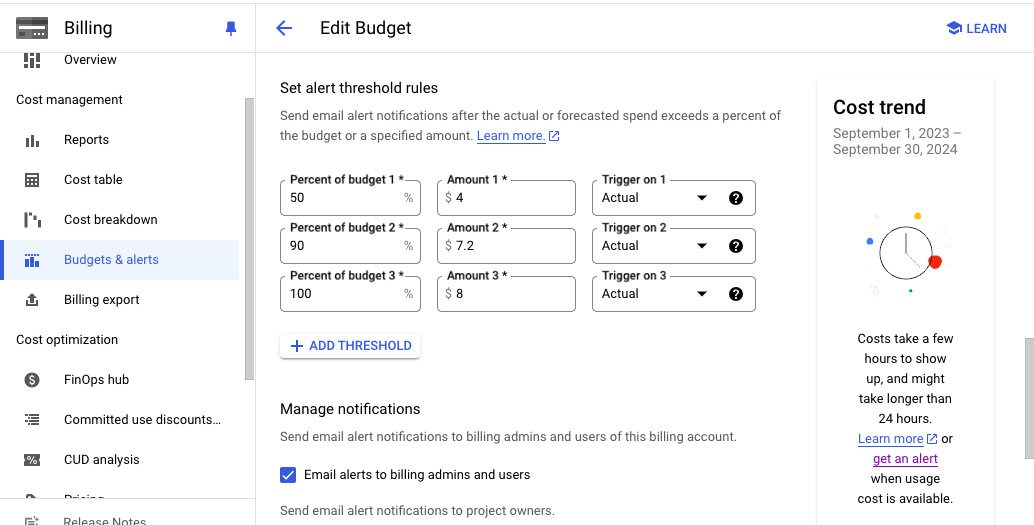 Billing
Overview
Cost management
Reports
Cost table
Cost breakdown
Budgets & alerts
Billing export
Cost optimization
FinOps hub
Committed use discounts...
CUD analysis
Pricing
Release Notes
Edit Budget
LEARN
Set alert threshold rules
Send email alert notifications after the actual or forecasted spend exceeds a percent of
the budget or a specified amount. Learn more.
Percent of budget 1 * Amount 1 * Trigger on 1
50 % $ 4 Actual
Percent of budget 2 * Amount 2 * Trigger on 2
90 % $ 7.2 Actual
Percent of budget 3 * Amount 3 * Trigger on 3
100 % $ 8 Actual
+ ADD THRESHOLD
Manage notifications
Send email alert notifications to billing admins and users of this billing account.
Email alerts to billing admins and users
Send email alert notifications to project owners.
Cost trend
September 1, 2023 –
September 30, 2024
Costs take a few
hours to show
up, and might
take longer than
24 hours.
Learn more or
get an alert
when usage
cost is available.